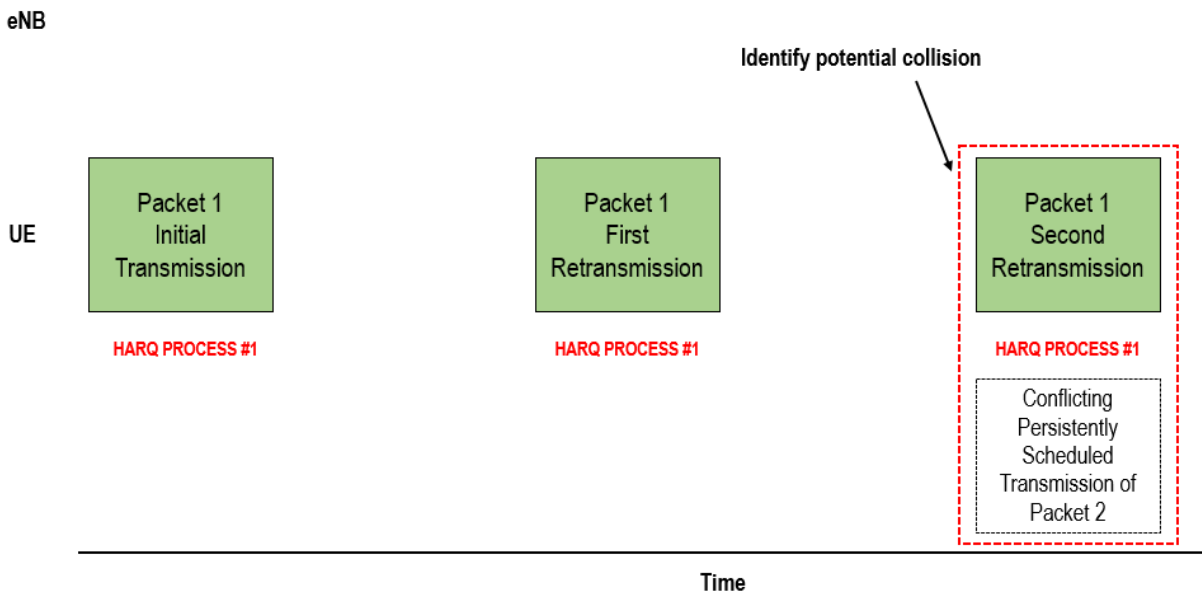 eNB
Identify potential collision
UE
Packet 1
Initial
Transmission
HARQ PROCESS #1
Packet 1
First
Retransmission
HARQ PROCESS #1
Packet 1
Second
Retransmission
HARQ PROCESS #1
Conflicting
Persistently
Scheduled
Transmission of
Packet 2
Time